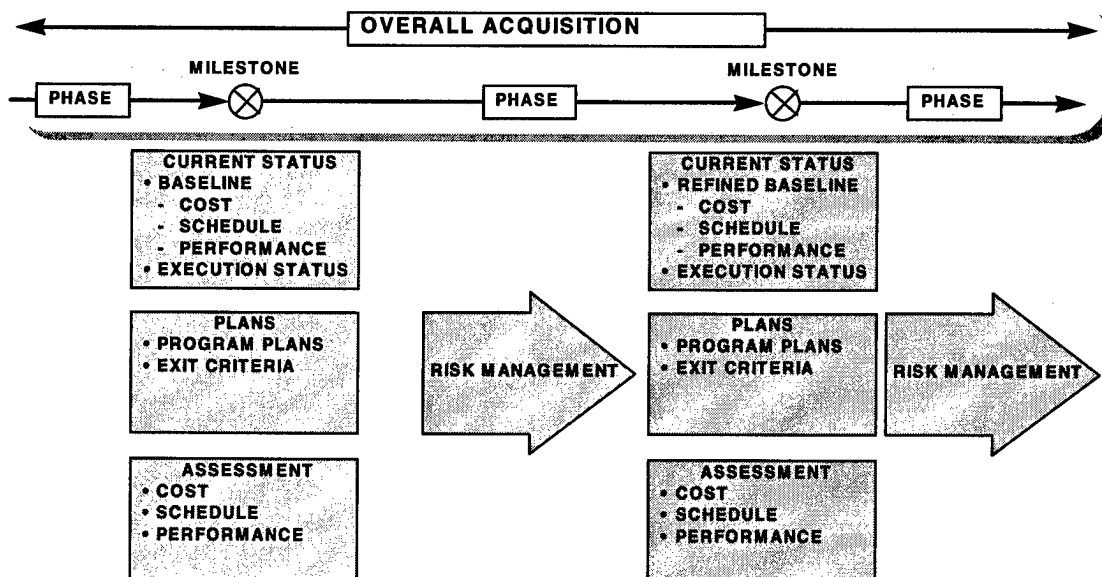 OVERALL ACQUISITION
MILESTONE
MILESTONE
PHASE
PHASE
PHASE
CURRENT STATUS
• BASELINE
- COST
- SCHEDULE
- PERFORMANCE
• EXECUTION STATUS
PLANS
• PROGRAM PLANS
• EXIT CRITERIA
ASSESSMENT
• COST
• SCHEDULE
• PERFORMANCE
RISK MANAGEMENT
CURRENT STATUS
• REFINED BASELINE
- COST
- SCHEDULE
- PERFORMANCE
• EXECUTION STATUS
PLANS
• PROGRAM PLANS
• EXIT CRITERIA
ASSESSMENT
• COST
• SCHEDULE
• PERFORMANCE
RISK MANAGEMENT